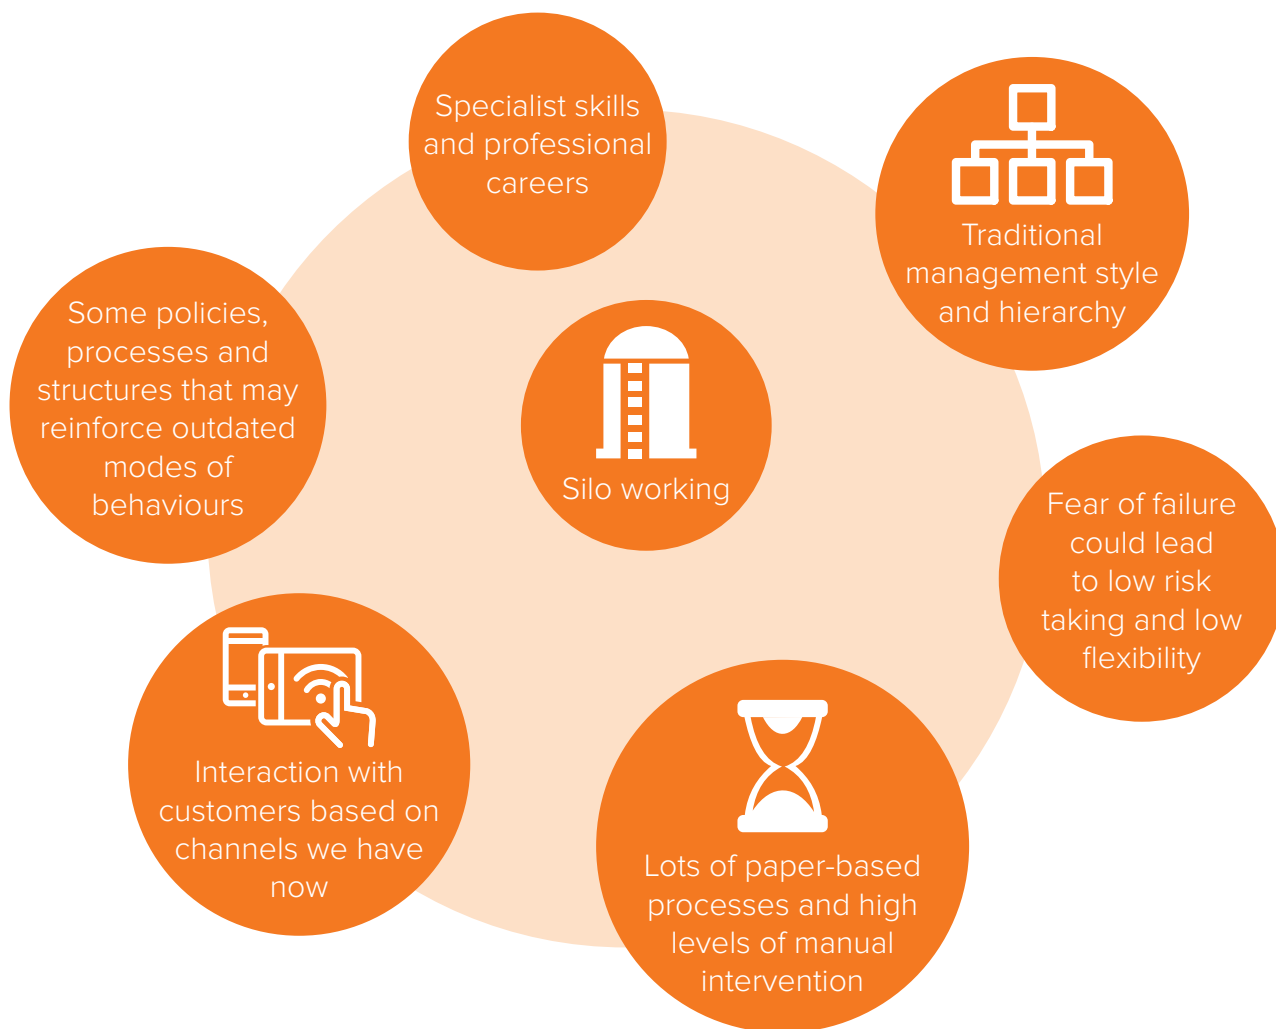 Specialist skills
and professional
careers
Traditional
management style
and hierarchy
Some policies,
processes and
structures that may
reinforce outdated
modes of
behaviours
Silo working
Fear of failure
could lead
to low risk
taking and low
flexibility
Interaction with
customers based on
channels we have
now
Lots of paper-based
processes and high
levels of manual
intervention